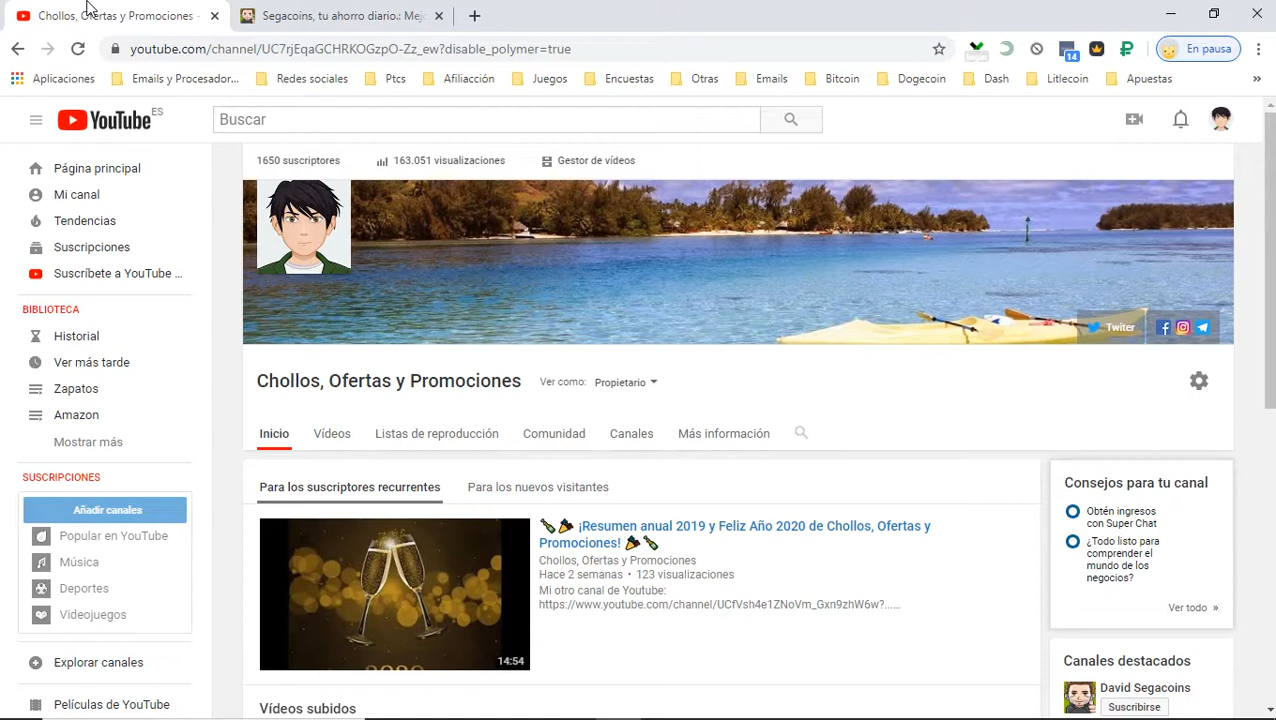 Chollos, Ofertas y Promociones -
Segacoins, tu ahorro diario.: Mejo
youtube.com/channel/UC7rjEqaGCHRKOGzpO-Zz_ew?disable_polymer=true
14
En pausa
Aplicaciones
Emails y Procesador...
Redes sociales
Ptcs
Afiliacción
Juegos
Encuestas
Otras
Emails
Bitcoin
Dogecoin
Dash
Litlecoin
Apuestas
YouTube ES
Buscar
Página principal
Mi canal
Tendencias
Suscripciones
Suscríbete a YouTube ...
BIBLIOTECA
Historial
Ver más tarde
Zapatos
Amazon
Mostrar más
SUSCRIPCIONES
Añadir canales
Popular en YouTube
Música
Deportes
Videojuegos
Explorar canales
Películas de YouTube
1650 suscriptores
163.051 visualizaciones
Gestor de vídeos
Twiter
Chollos, Ofertas y Promociones
Ver como: Propietario
Inicio
Vídeos
Listas de reproducción
Comunidad
Canales
Más información
Para los suscriptores recurrentes
Para los nuevos visitantes
14:54
¡Resumen anual 2019 y Feliz Año 2020 de Chollos, Ofertas y
Promociones!
Chollos, Ofertas y Promociones
Hace 2 semanas • 123 visualizaciones
Mi otro canal de Youtube:
https://www.youtube.com/channel/UCfVsh4e1ZNoVm_Gxn9zhW6w?......
Vídeos subidos
Consejos para tu canal
Obtén ingresos
con Super Chat
¿Todo listo para
comprender el
mundo de los
negocios?
Ver todo »
Canales destacados
David Segacoins
Suscribirse